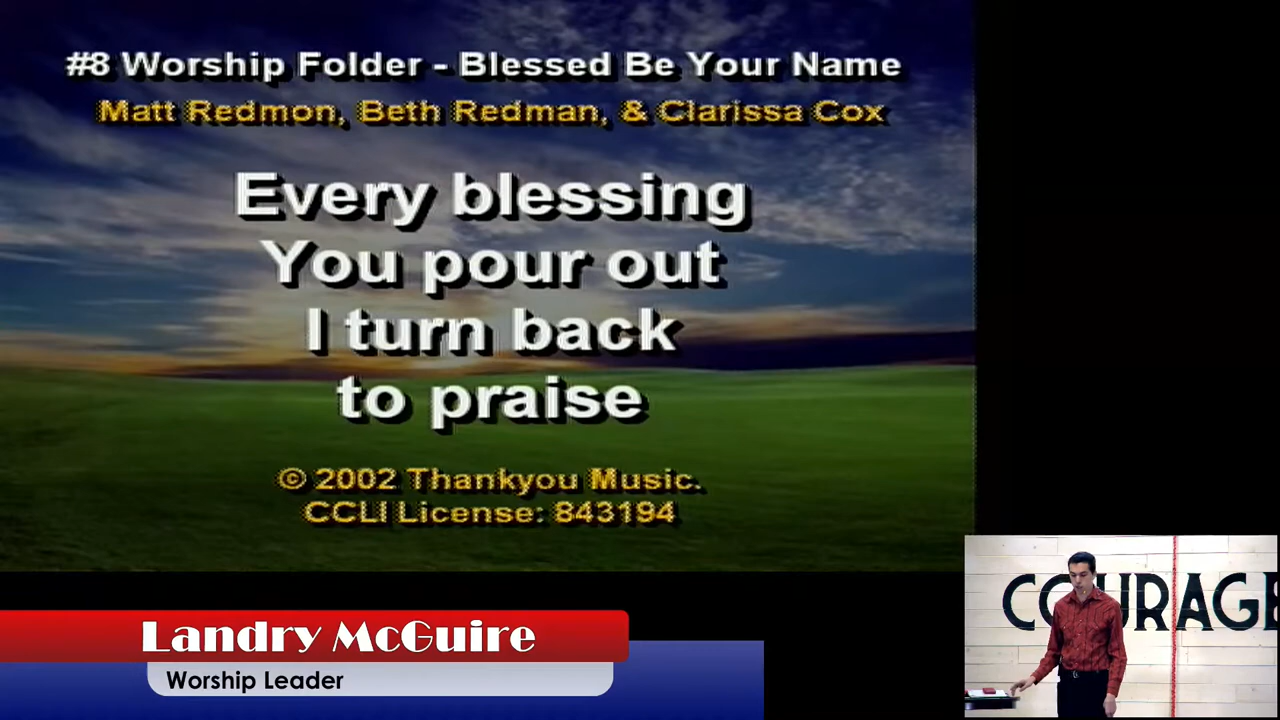 #8 Worship Folder - Blessed Be Your Name
Matt Redmon, Beth Redman, & Clarissa Cox
Every blessing
You pour out
I turn back
to praise
© 2002 Thankyou Music.
CCLI License: 843194
COURAGE
Landry McGuire
Worship Leader